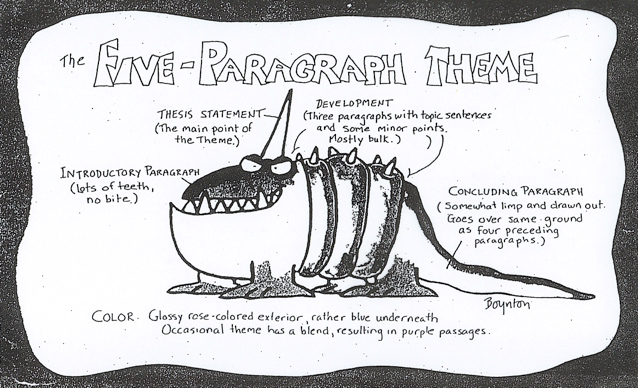 The FIVE-PARAGRAPH THEME
THESIS STATEMENT
(The main point of
the Theme.)
DEVELOPMENT
(Three paragraphs with topic sentences
and some minor points.
Mostly bulk.)
)
INTRODUCTORY PARAGRAPH
(lots of teeth,
no bite.)
CONCLUDING PARAGRAPH
(Somewhat limp and drawn out.
Goes over same ground
as four preceding
paragraphs.)
Boynton
COLOR. Glossy rose-colored exterior, rather blue underneath
Occasional theme has a blend, resulting in purple passages.